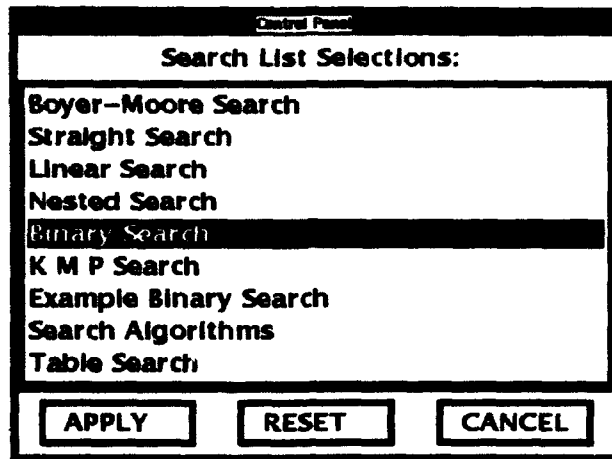 Control Panel
Search List Selections:
Boyer-Moore Search
Straight Search
Linear Search
Nested Search
Binary Search
K M P Search
Example Binary Search
Search Algorithms
Table Search
APPLY RESET CANCEL